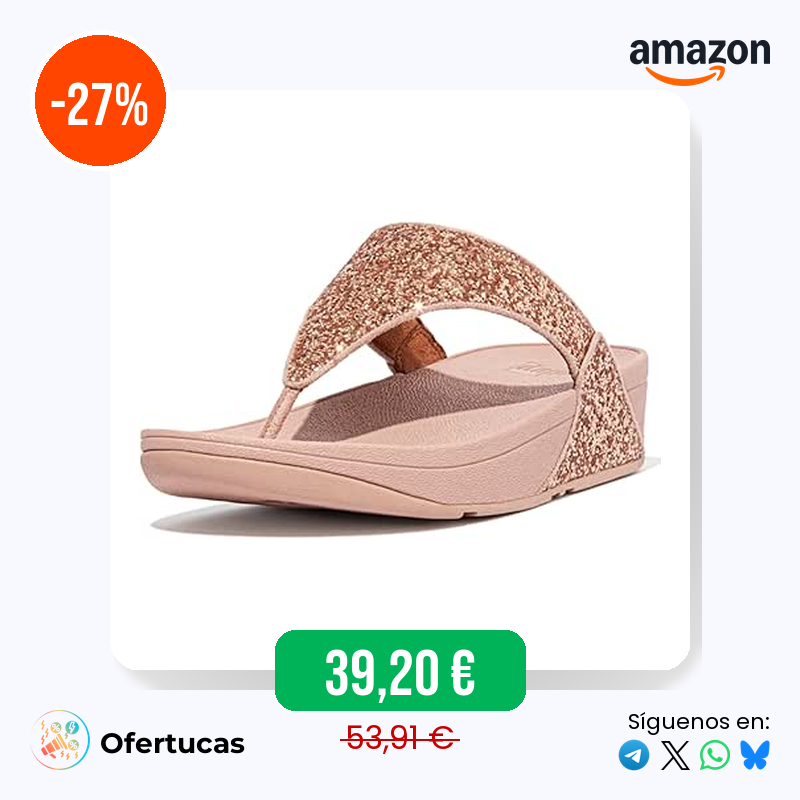 -27%
amazon
39,20 €
53,91 €
Ofertucas
Síguenos en: